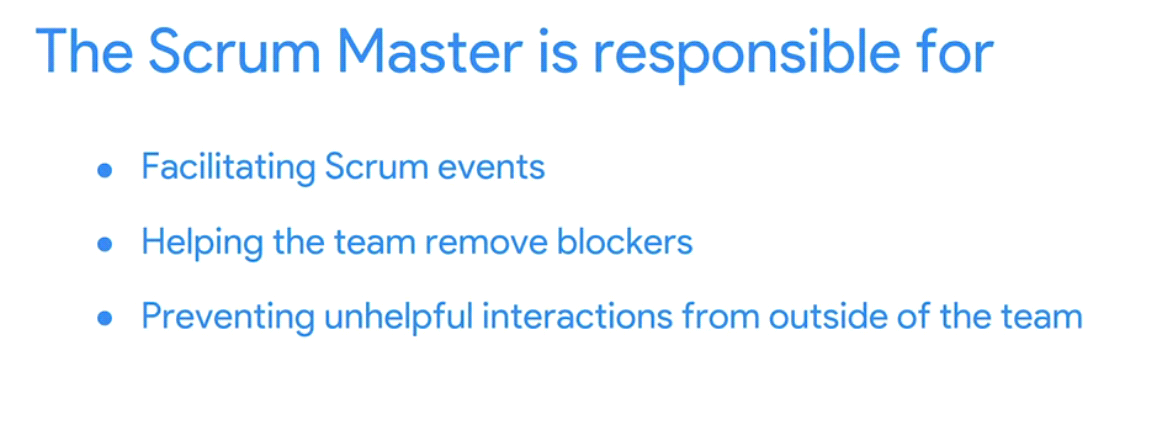 The Scrum Master is responsible for
● Facilitating Scrum events
● Helping the team remove blockers
● Preventing unhelpful interactions from outside of the team